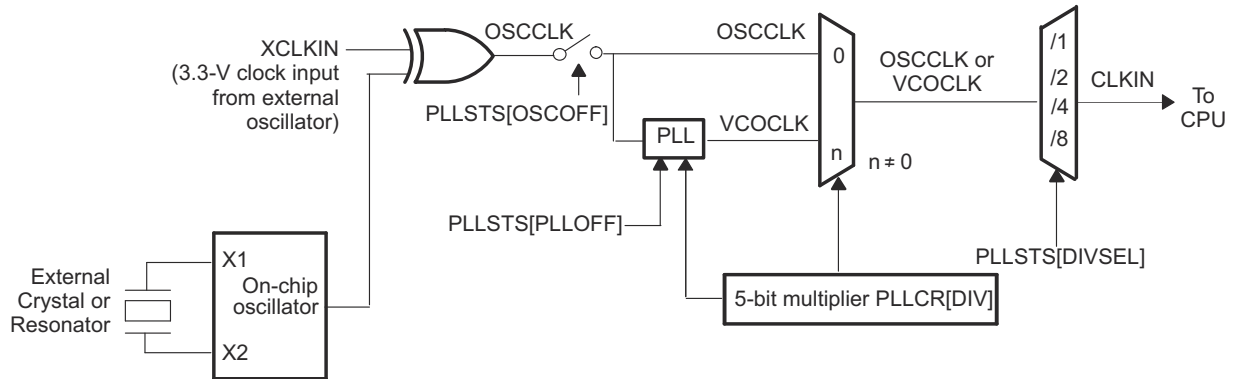 XCLKIN
(3.3-V clock input
from external
oscillator)
OSCCLK
PLLSTS[OSCOFF]
OSCCLK
0
PLL
VCOCLK
n
n ≠ 0
OSCCLK or
VCOCLK
/1
/2
/4
/8
CLKIN
To
CPU
PLLSTS[PLLOFF]
PLLSTS[DIVSEL]
5-bit multiplier PLLCR[DIV]
External
Crystal or
Resonator
X1
On-chip
oscillator
X2